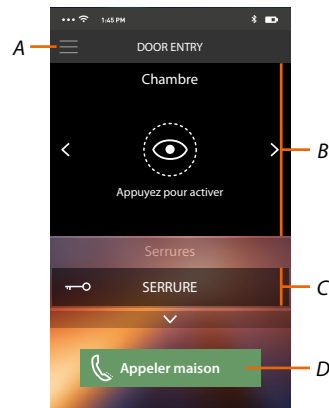 1:45 PM
A
DOOR ENTRY
Chambre
B
Appuyez pour activer
Serrures
SERRURE
C
Appeler maison
D